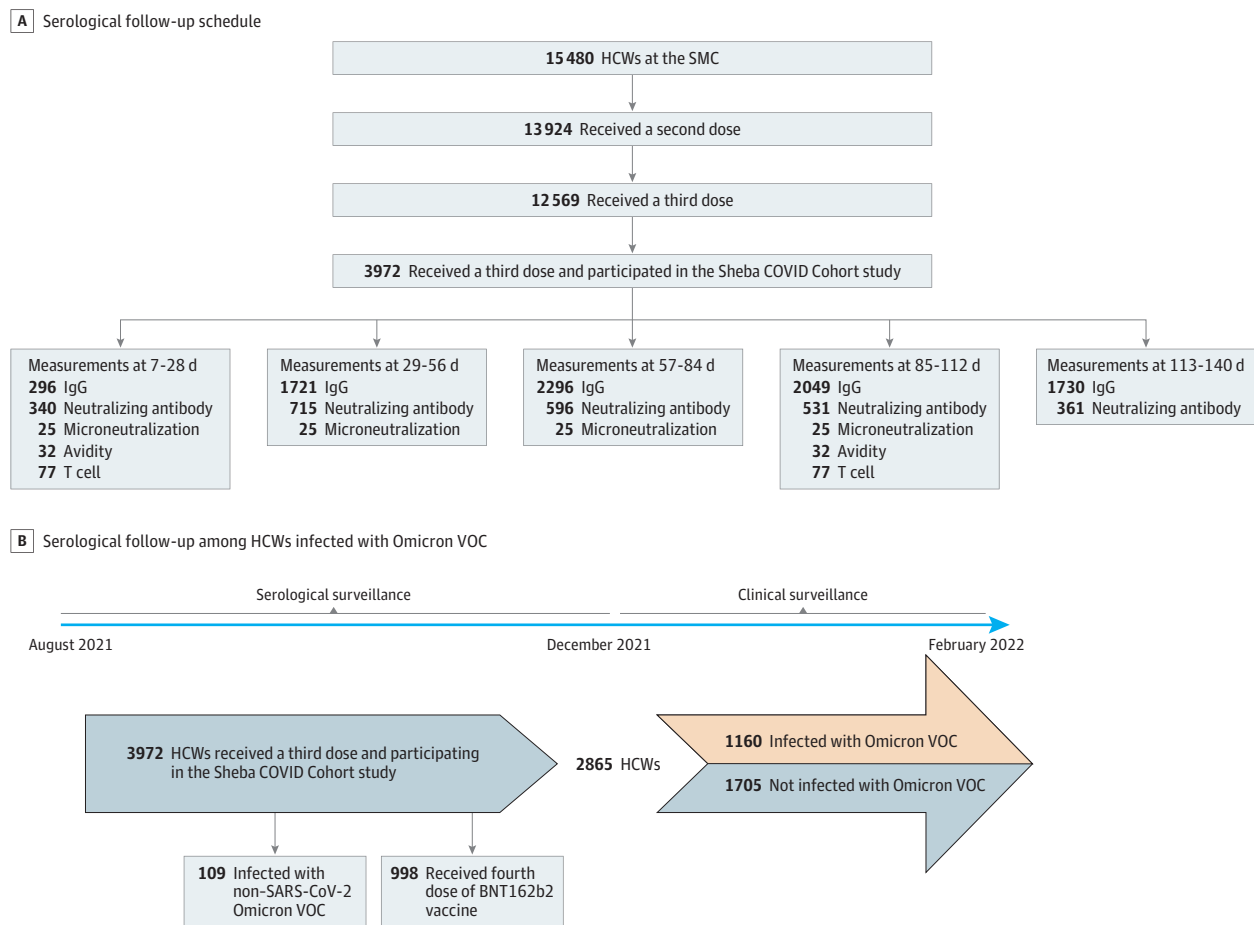 A Serological follow-up schedule
15 480 HCWs at the SMC
13 924 Received a second dose
12 569 Received a third dose
3972 Received a third dose and participated in the Sheba COVID Cohort study
Measurements at 7-28 d
296 IgG
340 Neutralizing antibody
25 Microneutralization
32 Avidity
77 T cell
Measurements at 29-56 d
1721 IgG
715 Neutralizing antibody
25 Microneutralization
Measurements at 57-84 d
2296 IgG
596 Neutralizing antibody
25 Microneutralization
Measurements at 85-112 d
2049 IgG
531 Neutralizing antibody
25 Microneutralization
32 Avidity
77 T cell
Measurements at 113-140 d
1730 IgG
361 Neutralizing antibody
B Serological follow-up among HCWs infected with Omicron VOC
Serological surveillance
Clinical surveillance
August 2021
December 2021
February 2022
3972 HCWs received a third dose and participating
in the Sheba COVID Cohort study
2865 HCWs
1160 Infected with Omicron VOC
1705 Not infected with Omicron VOC
109 Infected with
non-SARS-CoV-2
Omicron VOC
998 Received fourth
dose of BNT162b2
vaccine